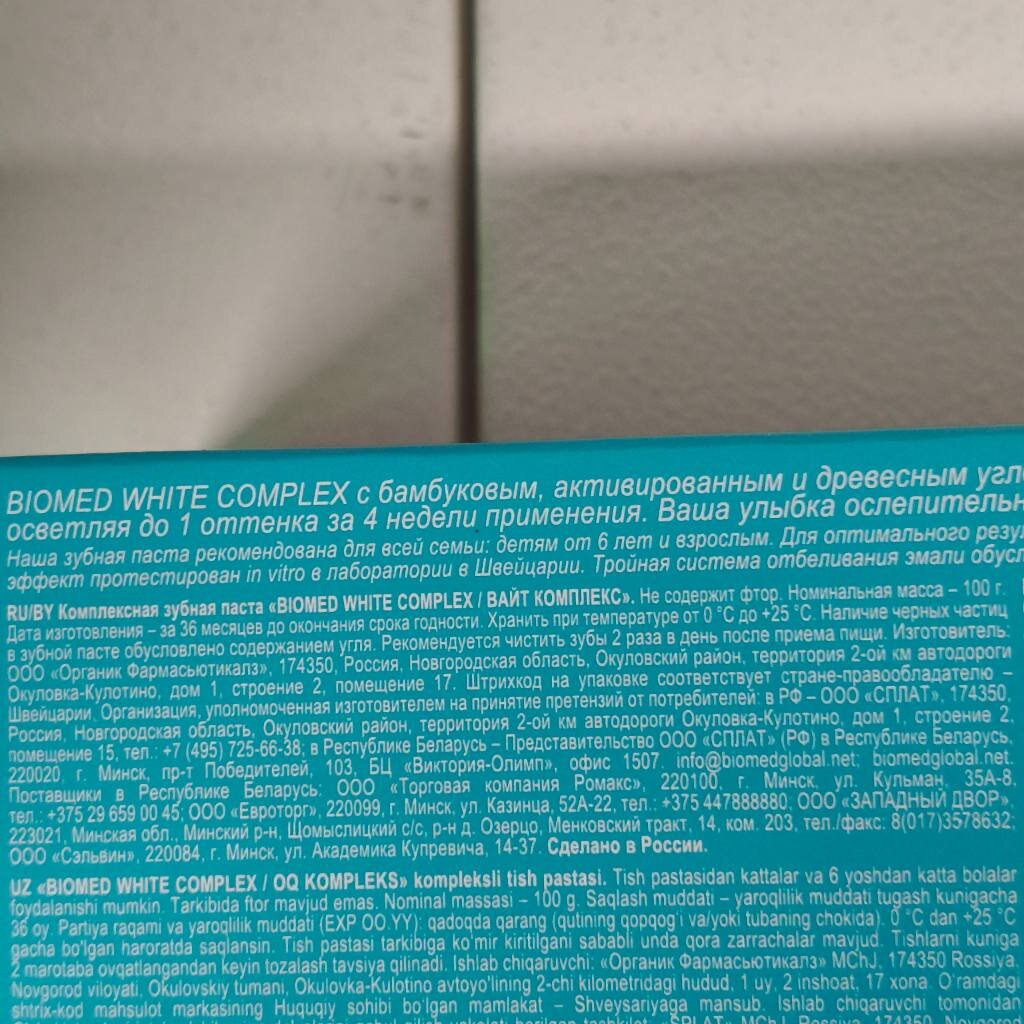 BIOMED WHITE COMPLEX с бамбуковым, активированным и древесным угле
осветляя до 1 оттенка за 4 недели применения. Ваша улыбка ослепительн
Наша зубная паста рекомендована для всей семьи: детям от 6 лет и взрослым. Для оптимального резу
эффект протестирован in vitro в лаборатории в Швейцарии. Тройная система отбеливания эмали обусл
RU/BY Комплексная зубная паста «BIOMED WHITE COMPLEX / ВАЙТ КОМПЛЕКС». Не содержит фтор. Номинальная масса – 100 г.
Дата изготовления – за 36 месяцев до окончания срока годности. Хранить при температуре от 0 °C до +25 °C. Наличие черных частиц
в зубной пасте обусловлено содержанием угля. Рекомендуется чистить зубы 2 раза в день после приема пищи. Изготовитель:
ООО «Органик Фармасьютикалз», 174350, Россия, Новгородская область, Окуловский район, территория 2-ой км автодороги
Окуловка-Кулотино, дом 1, строение 2, помещение 17. Штрихкод на упаковке соответствует стране-правообладателю –
Швейцарии. Организация, уполномоченная изготовителем на принятие претензий от потребителей: в РФ – ООО «СПЛАТ», 174350,
Россия, Новгородская область, Окуловский район, территория 2-ой км автодороги Окуловка-Кулотино, дом 1, строение 2,
помещение 15, тел.: +7 (495) 725-66-38; в Республике Беларусь – Представительство ООО «СПЛАТ» (РФ) в Республике Беларусь,
220020, г. Минск, пр-т Победителей, 103, БЦ «Виктория-Олимп», офис 1507. info@biomedglobal.net; biomedglobal.net.
Поставщики в Республике Беларусь: ООО «Торговая компания Ромакс», 220100, г. Минск, ул. Кульман, 35А-8,
тел.: +375 29 659 00 45; ООО «Евроторг», 220099, г. Минск, ул. Казинца, 52А-22, тел.: +375 447888880; ООО «ЗАПАДНЫЙ ДВОР»,
223021, Минская обл., Минский р-н, Щомыслицкий с/с, р-н д. Озерцо, Менковский тракт, 14, ком. 203, тел./факс: 8(017)3578632;
ООО «Сэльвин», 220084, г. Минск, ул. Академика Купревича, 14-37. Сделано в России.
UZ «BIOMED WHITE COMPLEX / OQ KOMPLEKS» kompleksli tish pastasi. Tish pastasidan kattalar va 6 yoshdan katta bolalar
foydalanishi mumkin. Tarkibida ftor mavjud emas. Nominal massasi – 100 g. Saqlash muddati – yaroqlilik muddati tugash kunigacha
36 oy. Partiya raqami va yaroqlilik muddati (EXP OO.YY): qadoqda qarang (qutining qopqog'i va/yoki tubaning chokida). 0 °C dan +25 °C
gacha bo'lgan haroratda saqlansin. Tish pastasi tarkibiga ko'mir kiritilgani sababli unda qora zarrachalar mavjud. Tishlarni kuniga
2 marotaba ovqatlangandan keyin tozalash tavsiya qilinadi. Ishlab chiqaruvchi: «Органик Фармасьютикалз» MChJ, 174350 Rossiya,
Novgorod viloyati, Okulovskiy tumani, Okulovka-Kulotino avtoyo'lining 2-chi kilometridagi hudud, 1 uy, 2 inshoat, 17 xona. O'ramdagi
shtrix-kod mahsulot markasining Huquqiy sohibi bo'lgan mamlakat – Shveysariyaga mansub. Ishlab chiqaruvchi tomonidan
qabul qilish vakolati berilgan tashkilot: «SPLAT» MChJ, Rossiya, 174350, Novgorod